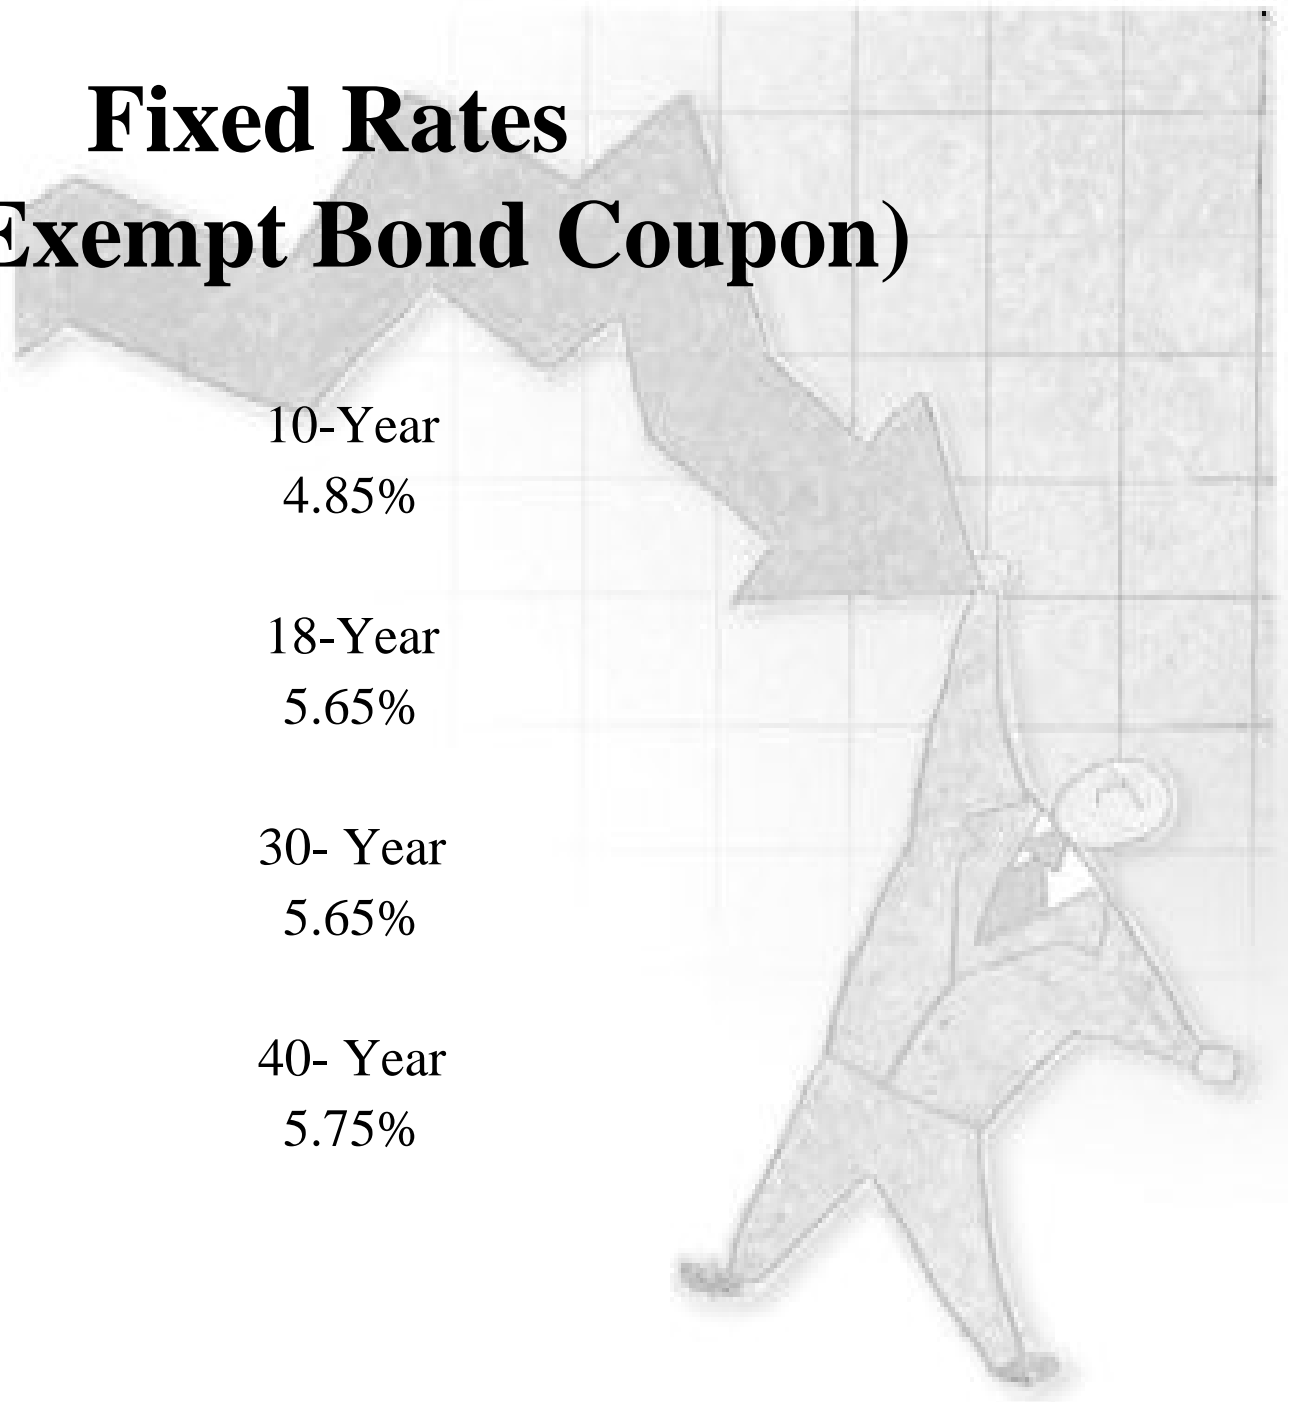 Fixed Rates
Exempt Bond Coupon)
10-Year
4.85%
18-Year
5.65%
30- Year
5.65%
40- Year
5.75%